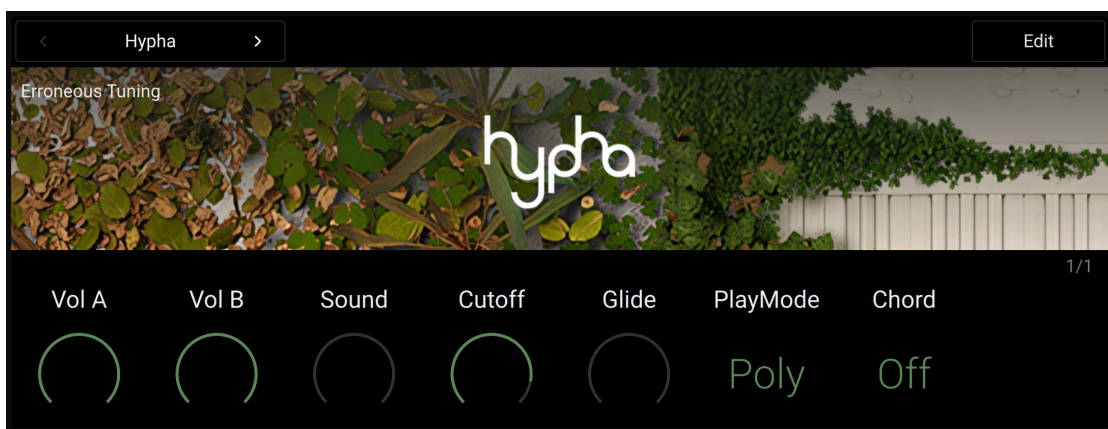 < Hypha >
Edit
Erroneous Tuning
hypha
1/1
Vol A Vol B Sound Cutoff Glide PlayMode Chord
Poly Off